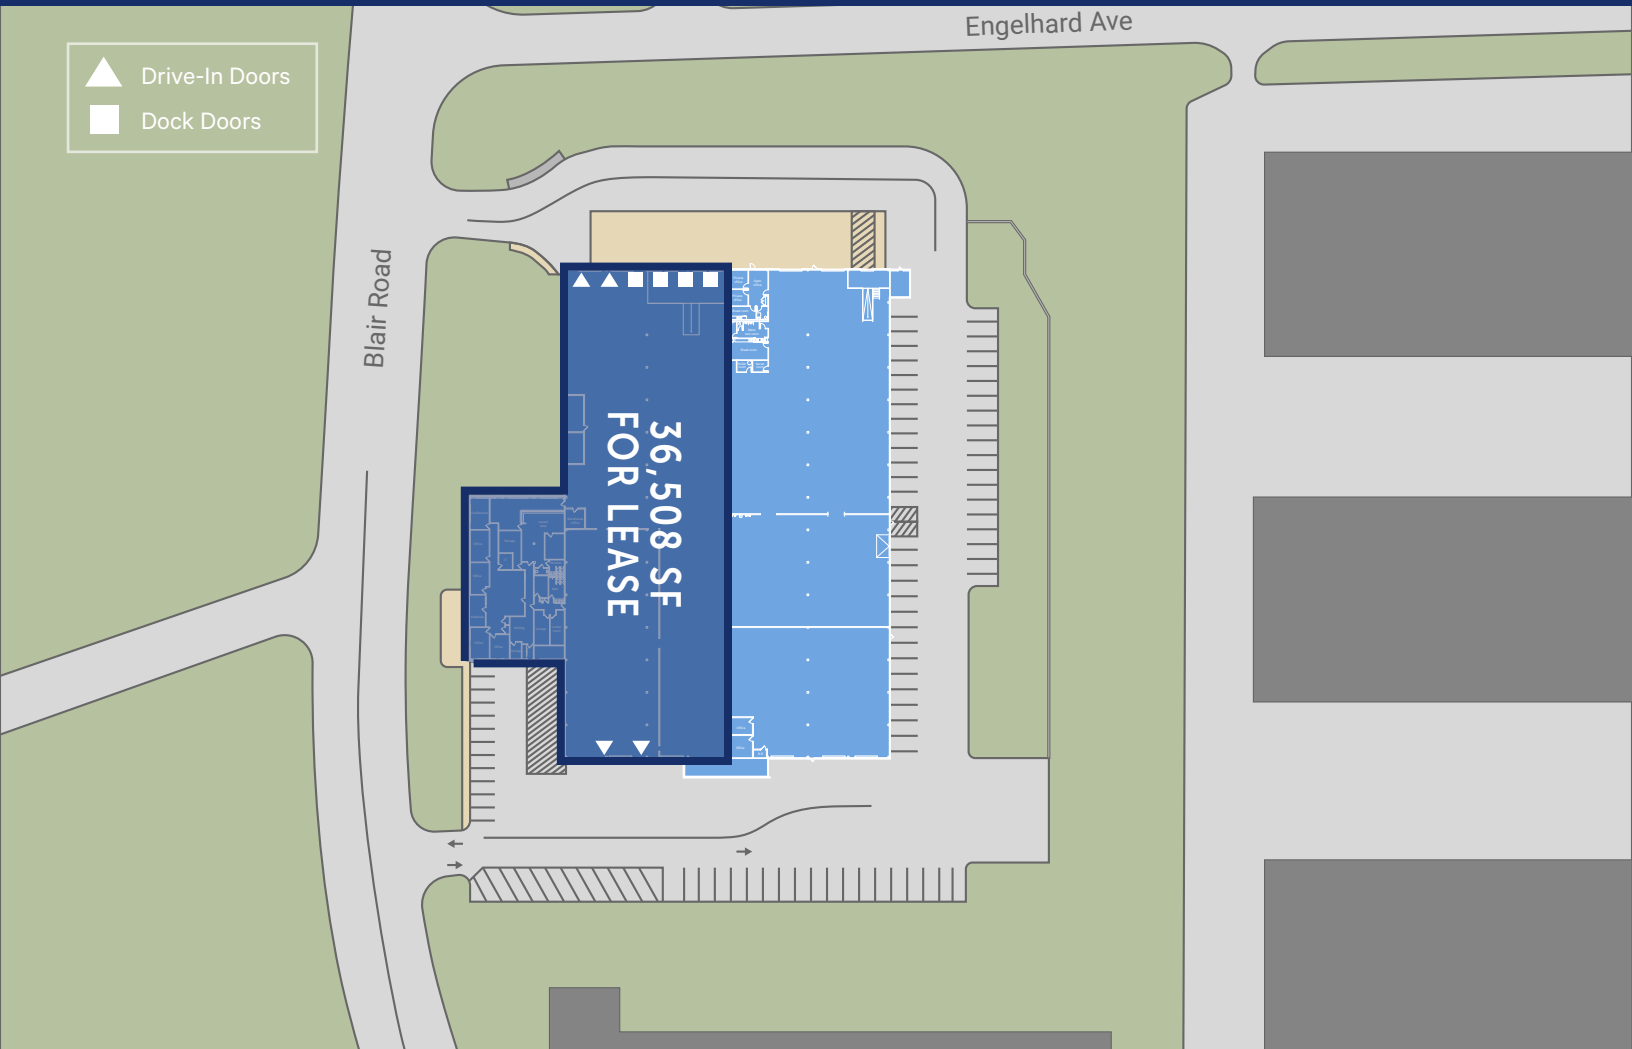 Engelhard Ave
Drive-In Doors
Dock Doors
Blair Road
36,508 SF
FOR LEASE